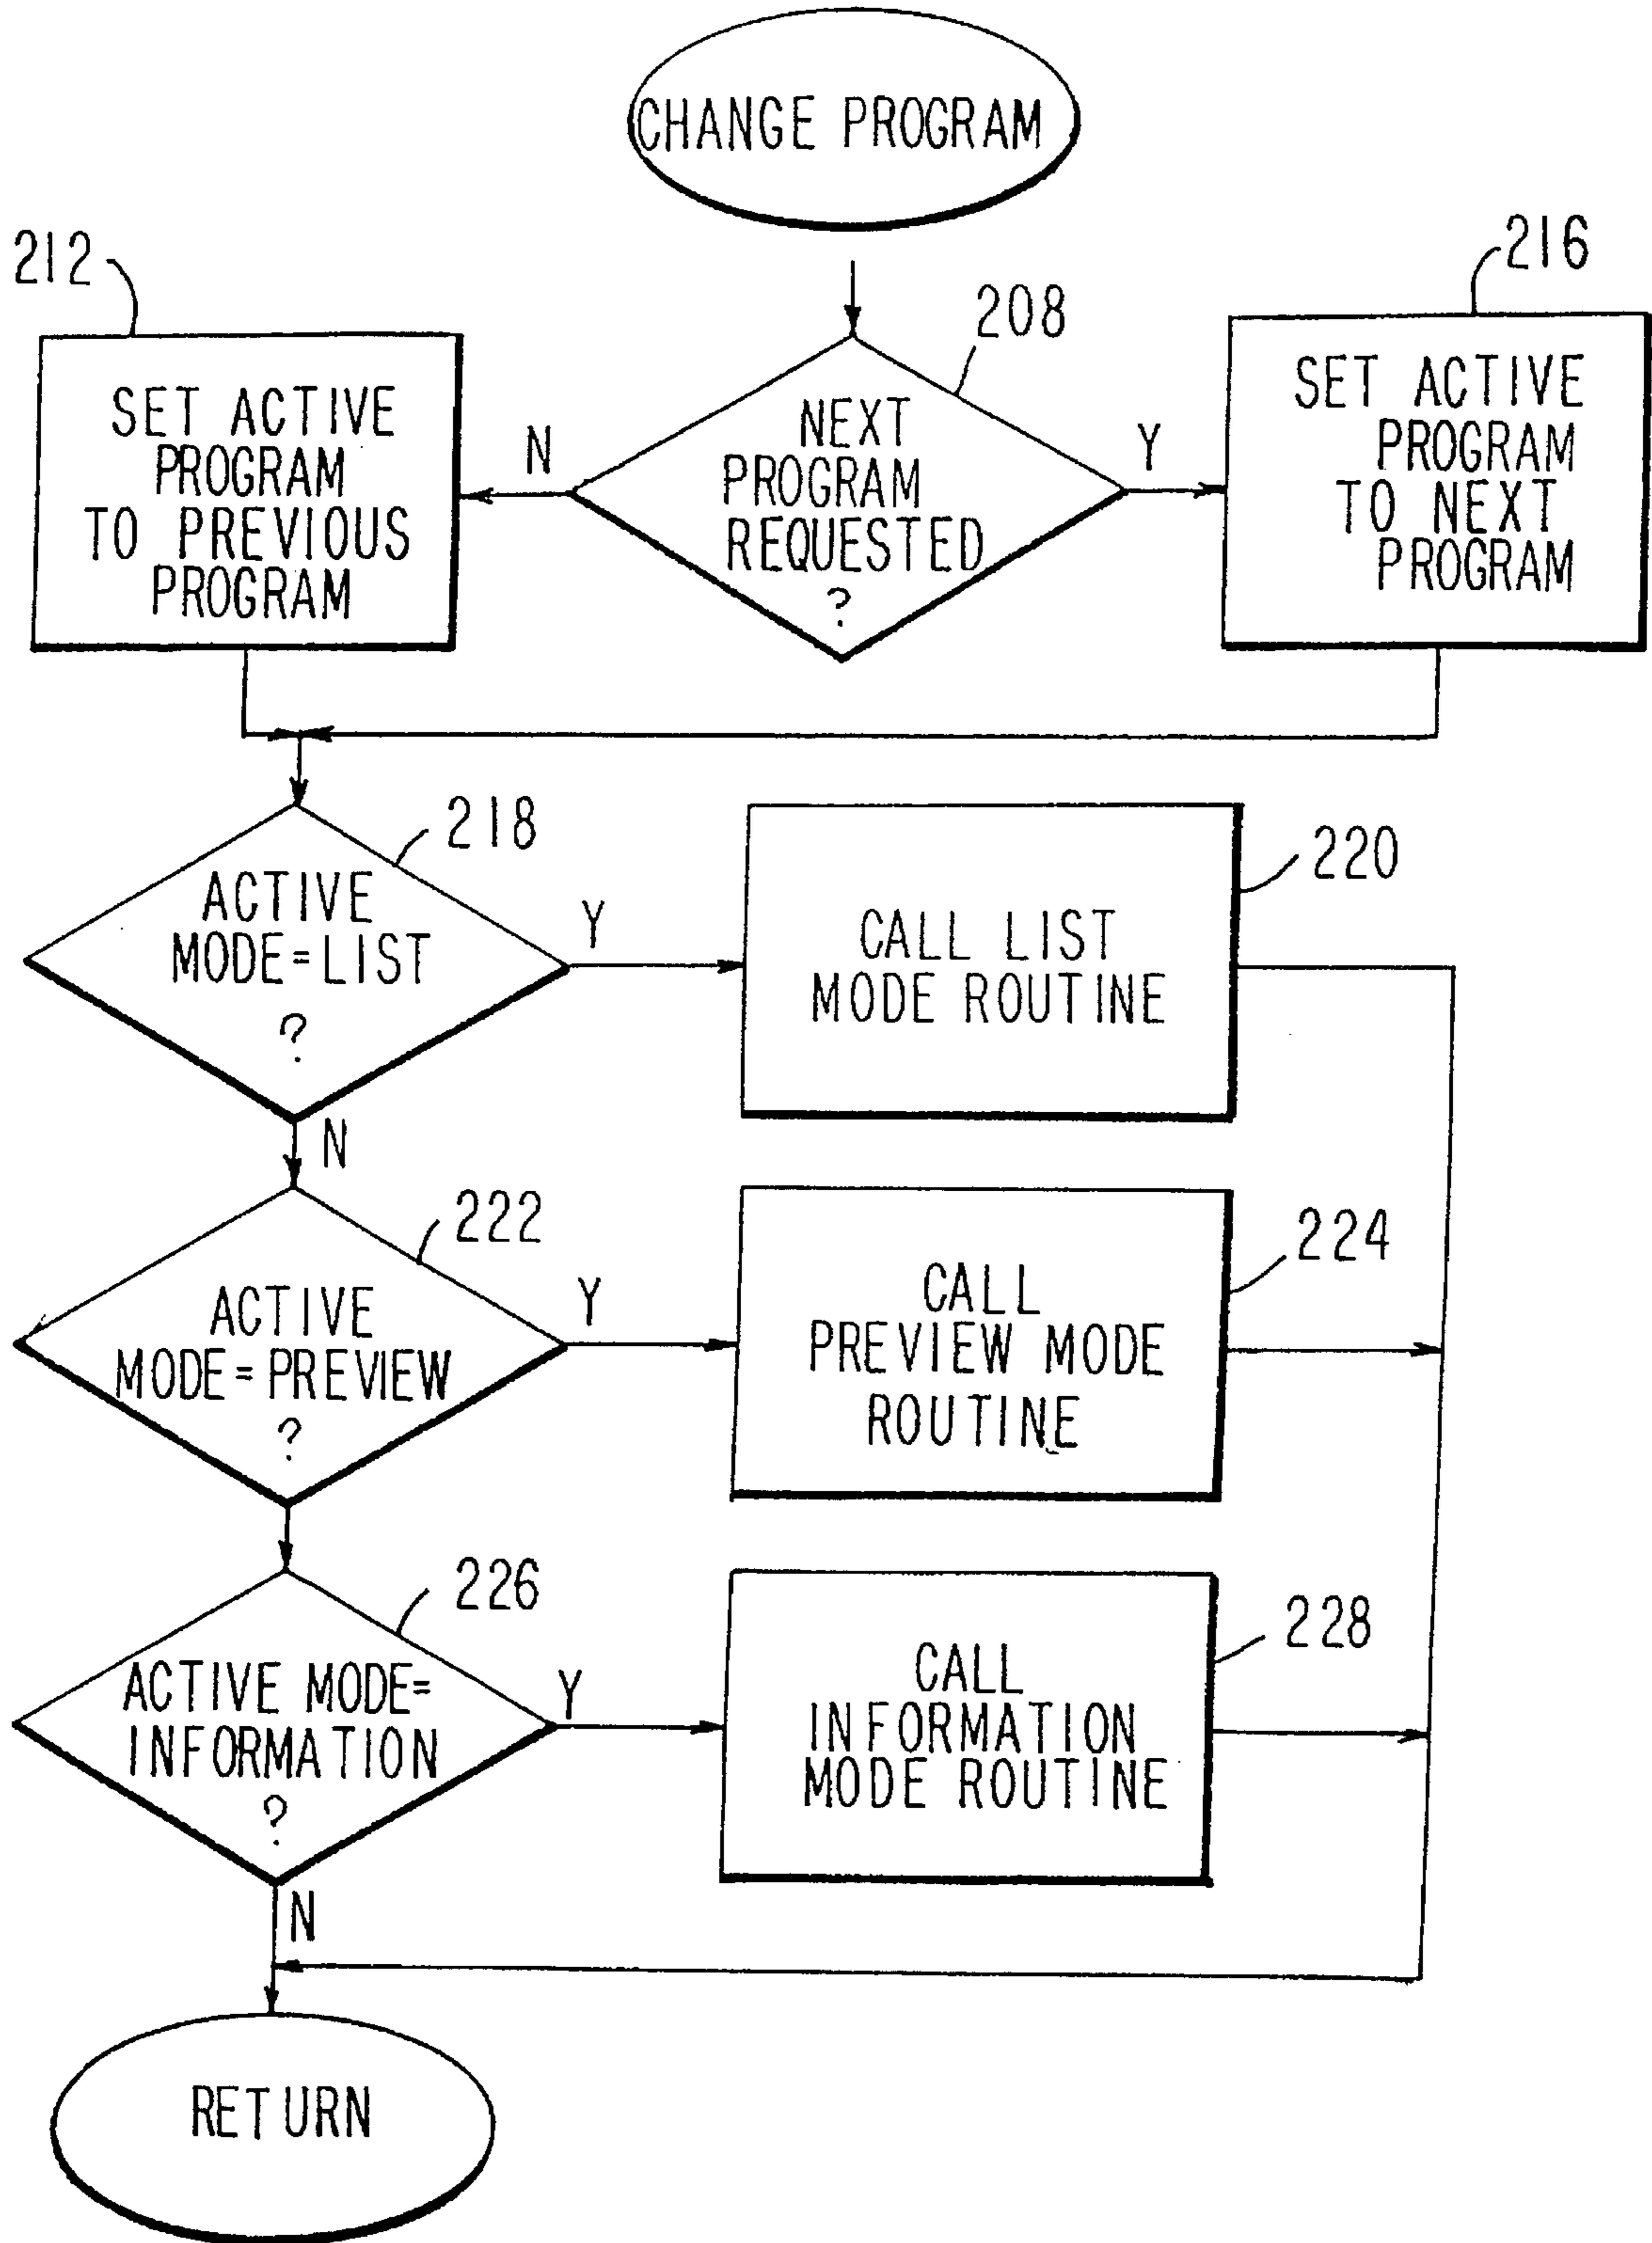 CHANGE PROGRAM
212
216
208
SET ACTIVE
PROGRAM
TO PREVIOUS
PROGRAM
N
NEXT
PROGRAM
REQUESTED
?
Y
SET ACTIVE
PROGRAM
TO NEXT
PROGRAM
218
ACTIVE
MODE=LIST
?
Y
220
CALL LIST
MODE ROUTINE
N
222
ACTIVE
MODE=PREVIEW
?
Y
224
CALL
PREVIEW MODE
ROUTINE
226
ACTIVE MODE=
INFORMATION
?
Y
228
CALL
INFORMATION
MODE ROUTINE
N
RETURN